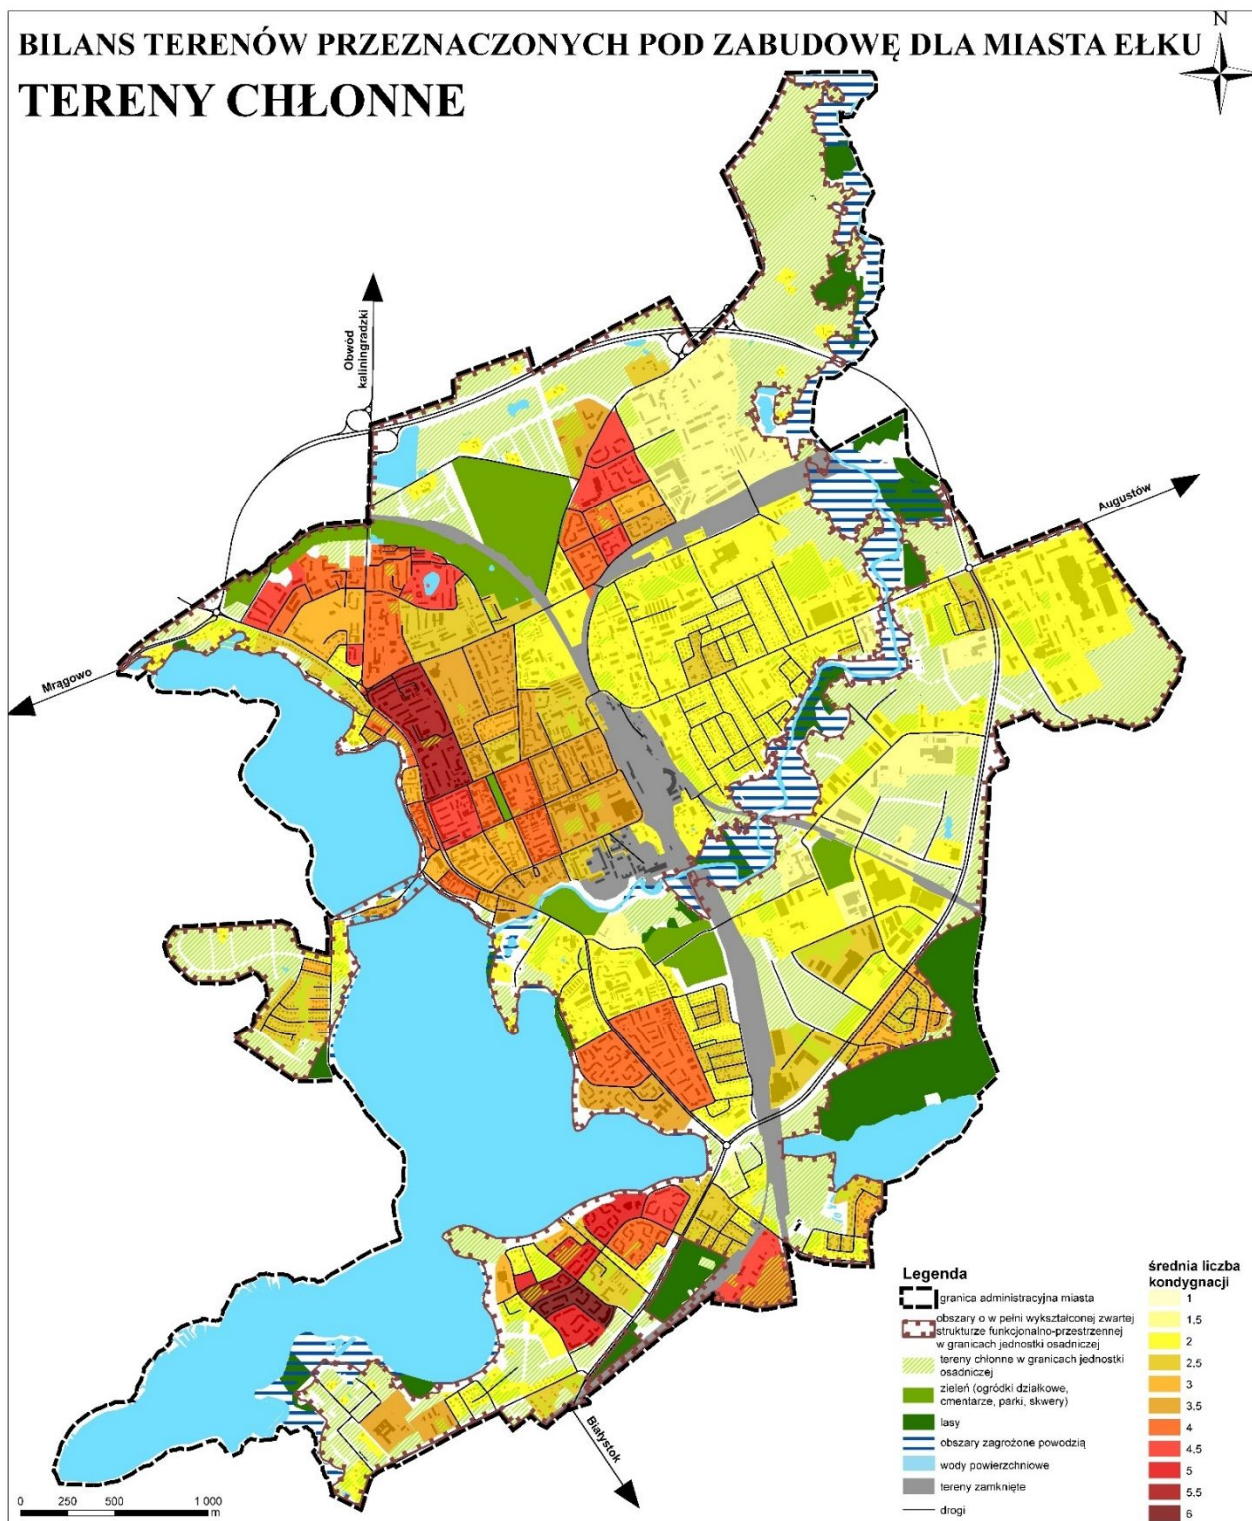 N
BILANS TERENÓW PRZEZNACZONYCH POD ZABUDOWĘ DLA MIASTA EŁKU
TERENY CHŁONNE
Obwód
kaliningradzki
Augustów
Mrągowo
Białystok
Legenda
granica administracyjna miasta
obszary o w pełni wykształconej zwartej
strukturze funkcjonalno-przestrzennej
w granicach jednostki osadniczej
tereny chłonne w granicach jednostki
osadniczej
zieleń (ogródki działkowe,
cmentarze, parki, skwery)
lasy
obszary zagrożone powodzią
wody powierzchniowe
tereny zamknięte
drogi
średnia liczba
kondygnacji
1
1.5
2
2.5
3
3.5
4
4.5
5
5.5
6
0 250 500 1 000
m